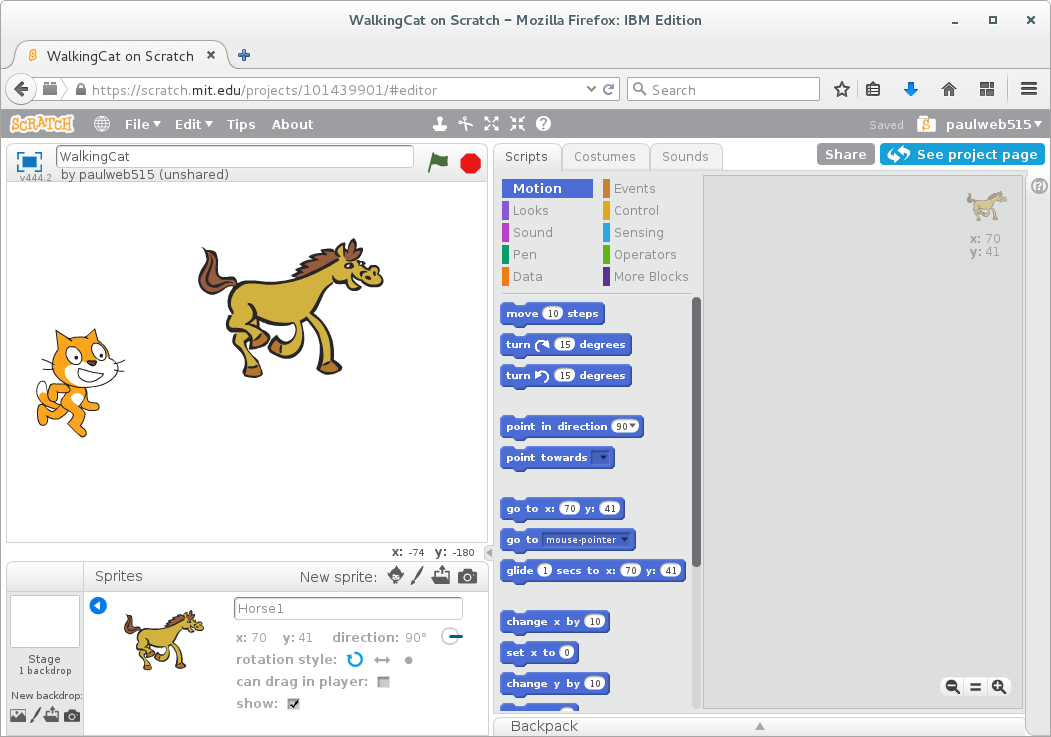 WalkingCat on Scratch – Mozilla Firefox: IBM Edition
WalkingCat on Scratch
https://scratch.mit.edu/projects/101439901/#editor
Search
SCRATCH
File
Edit
Tips
About
Saved
paulweb515
v444.2
WalkingCat
by paulweb515 (unshared)
Scripts
Costumes
Sounds
Share
See project page
Motion
Events
Looks
Control
Sound
Sensing
Pen
Operators
Data
More Blocks
x: 70
y: 41
move 10 steps
turn 15 degrees
turn 15 degrees
point in direction 90
point towards
go to x: 70 y: 41
go to mouse-pointer
glide 1 secs to x: 70 y: 41
change x by 10
set x to 0
change y by 10
x: -74 y: -180
Sprites
New sprite:
Stage
1 backdrop
New backdrop:
Horse1
x: 70 y: 41 direction: 90°
rotation style:
can drag in player:
show:
Backpack